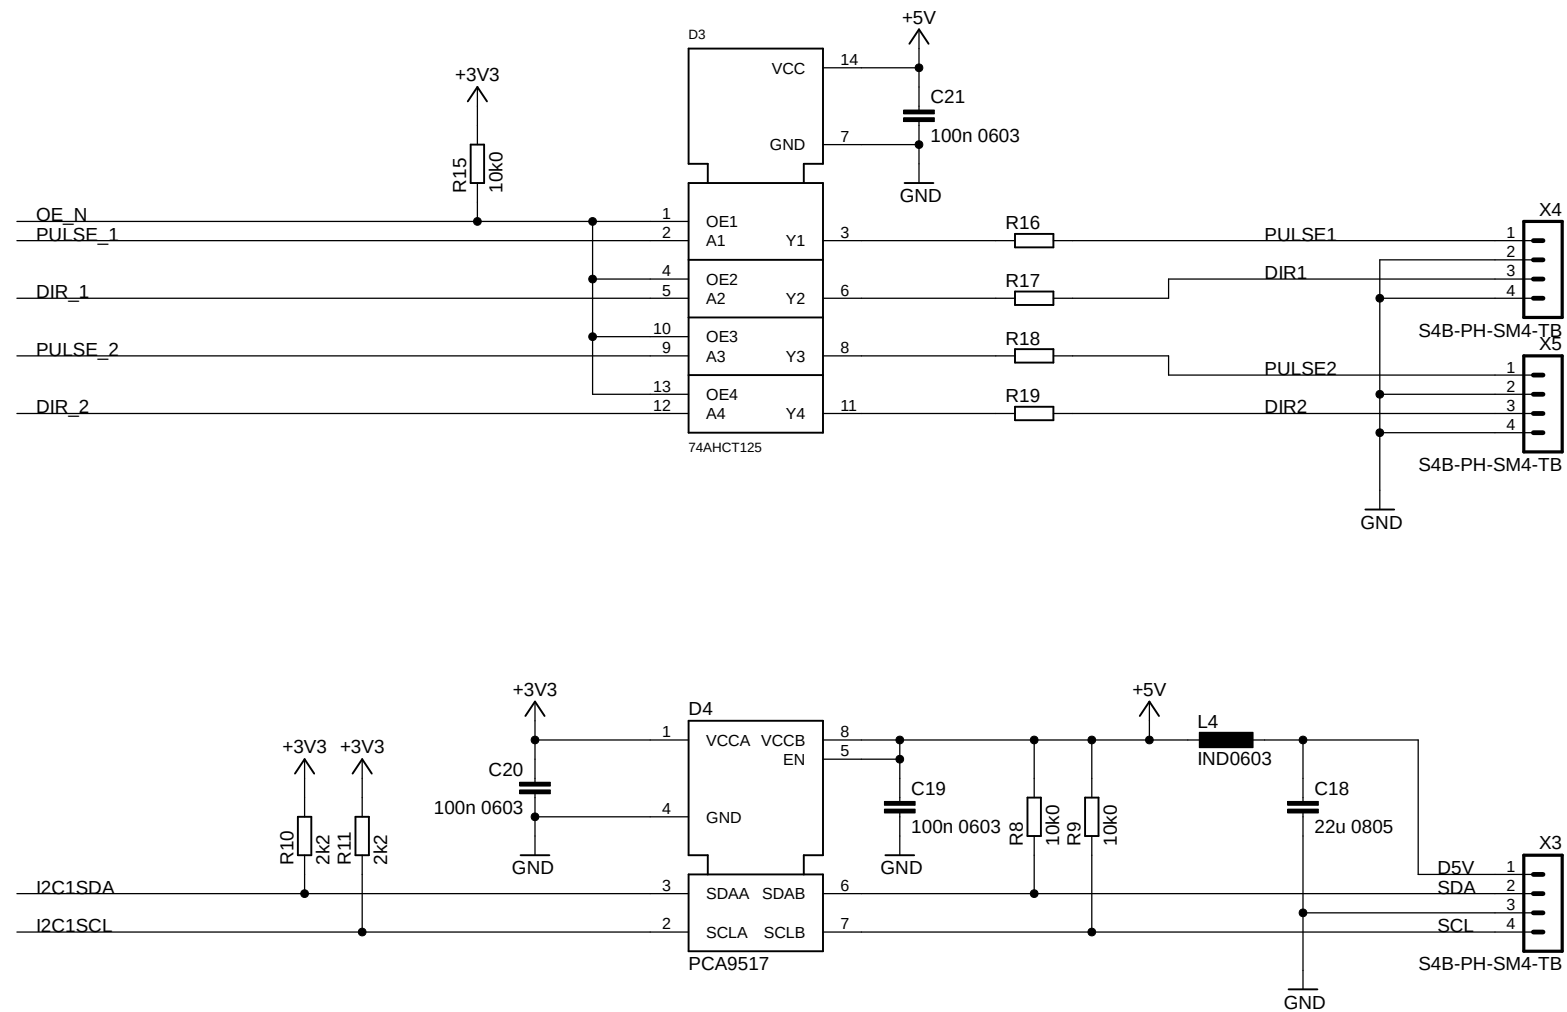 +5V
D3
VCC 14
+3V3
C21
100n 0603
GND 7
R15
10k0
GND
OE_N 1 OE1
R16
X4
PULSE_1 2 A1 Y1 3 PULSE1 1
2
4 OE2
R17
DIR1 3
DIR_1 5 A2 Y2 6 4
10 OE3
R18
S4B-PH-SM4-TB
X5
PULSE_2 9 A3 Y3 8
PULSE2 1
13 OE4
R19
2
DIR_2 12 A4 Y4 11 DIR2 3
4
74AHCT125
S4B-PH-SM4-TB
GND
+3V3
+5V
D4
L4
1 VCCA VCCB 8
EN 5
IND0603
+3V3 +3V3
C20
100n 0603
C19
100n 0603
C18
22u 0805
4 GND
R10
2k2
R11
2k2
R8
10k0
R9
10k0
GND
GND
X3
D5V 1
I2C1SDA 3 SDAA SDAB 6 SDA 2
3
I2C1SCL 2 SCLA SCLB 7 SCL 4
PCA9517
S4B-PH-SM4-TB
GND